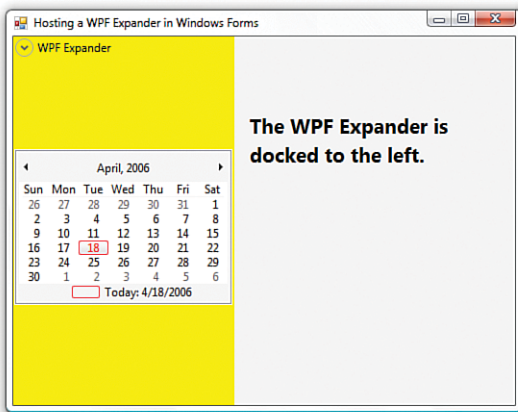 Hosting a WPF Expander in Windows Forms
WPF Expander
The WPF Expander is
docked to the left.
April, 2006
Sun Mon Tue Wed Thu Fri Sat
26 27 28 29 30 31 1
2 3 4 5 6 7 8
9 10 11 12 13 14 15
16 17 18 19 20 21 22
23 24 25 26 27 28 29
30 1 2 3 4 5 6
Today: 4/18/2006